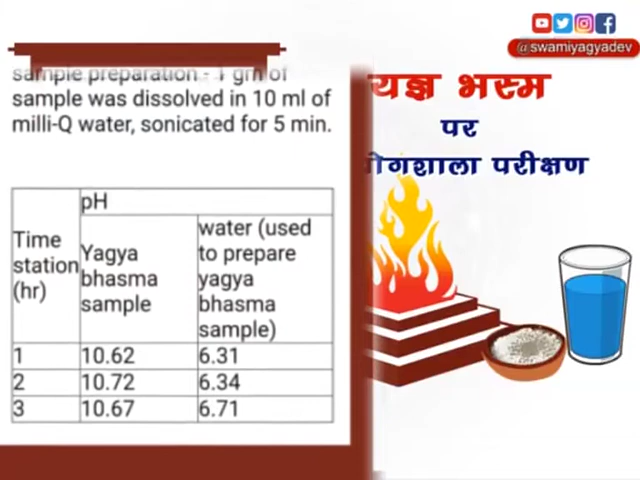 @swamiyagyadev
sample preparation - 1 gm of
sample was dissolved in 10 ml of
milli-Q water, sonicated for 5 min.
यज्ञ भस्म
पर
परीक्षण
pH
Time station (hr)
Yagya bhasma sample
water (used to prepare yagya bhasma sample)
1 10.62 6.31
2 10.72 6.34
3 10.67 6.71